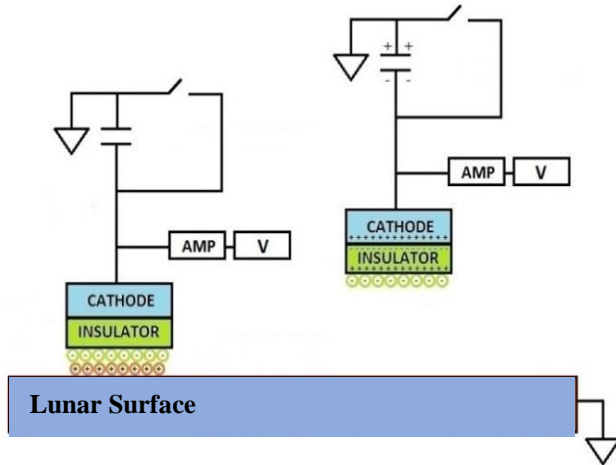 + +
- -
AMP V
CATHODE
+++++++++++++
- - - - - - - - - - -
INSULATOR
+++++++++++++
AMP V
CATHODE
INSULATOR
Lunar Surface